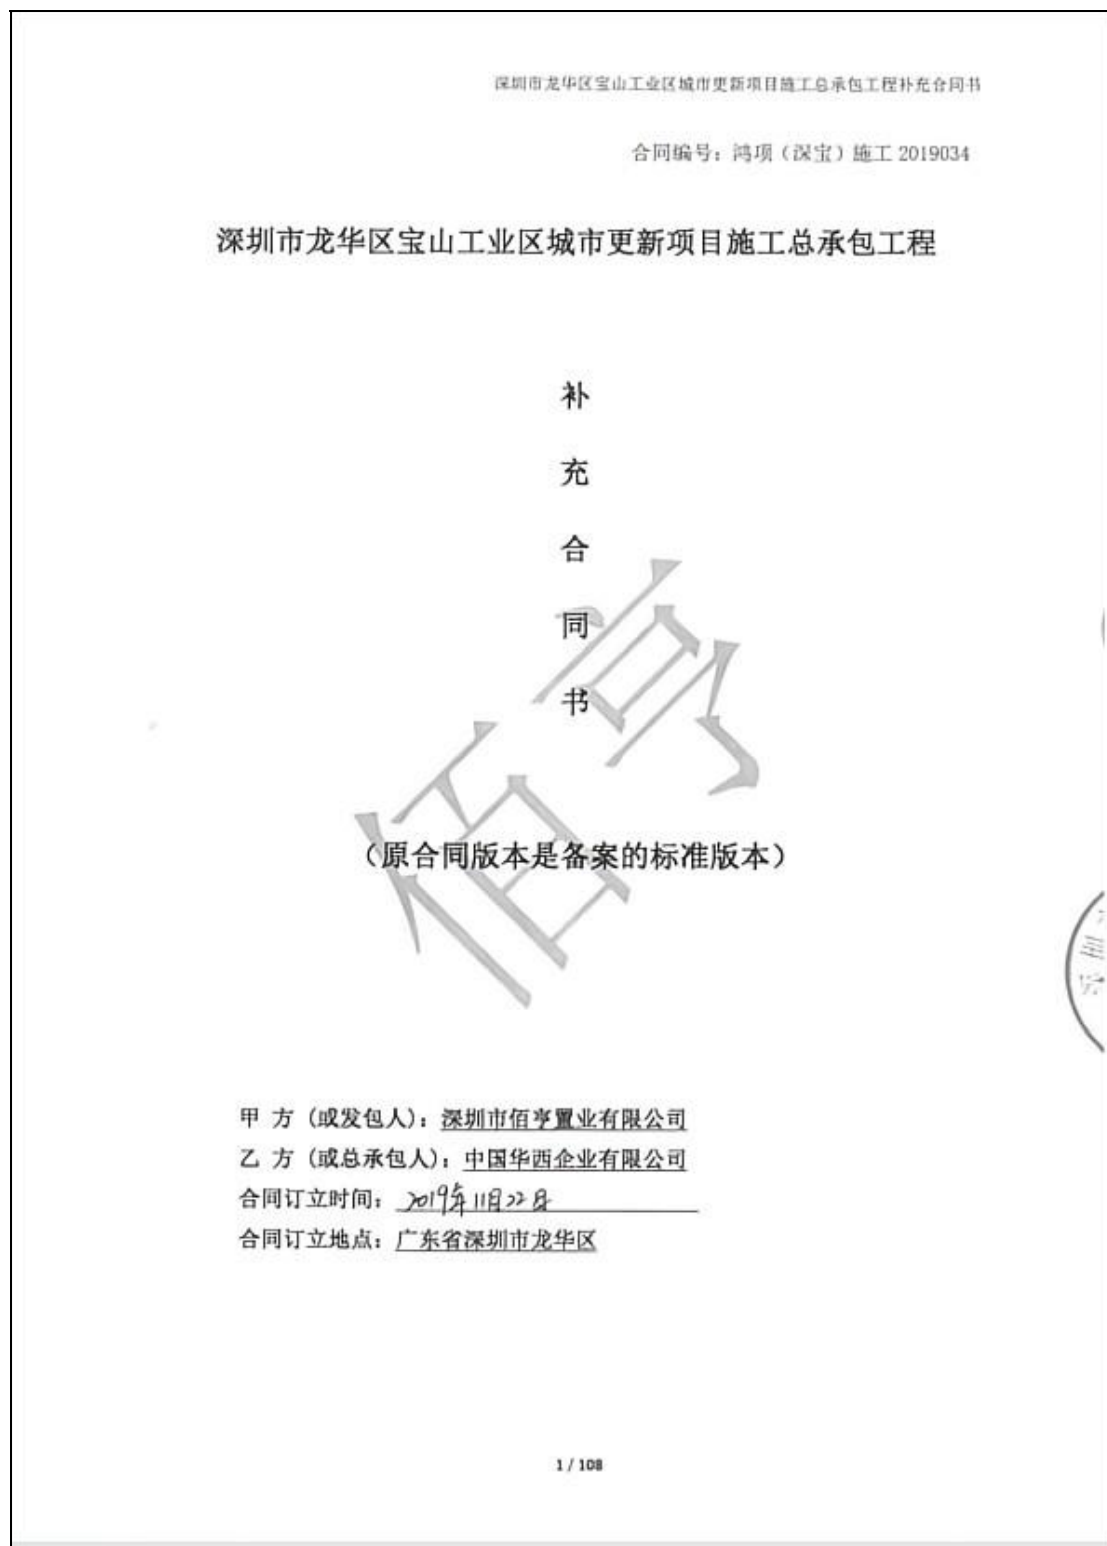 深圳市龙华区宝山工业区城市更新项目施工总承包工程补充合同书
合同编号：鸿项（深宝）施工 2019034
深圳市龙华区宝山工业区城市更新项目施工总承包工程
补
充
合
同
书
佰亨
（原合同版本是备案的标准版本）
甲 方（或发包人）：深圳市佰亨置业有限公司
乙 方（或总承包人）：中国华西企业有限公司
合同订立时间：2019年11月22日
合同订立地点：广东省深圳市龙华区
1 / 108